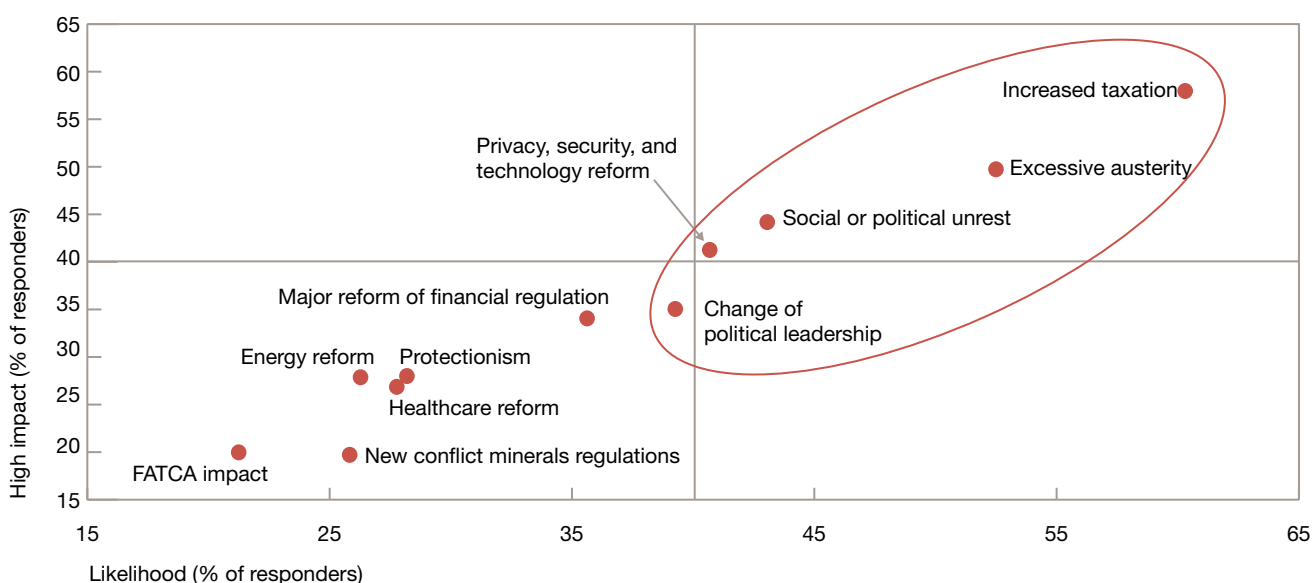 High impact (% of responders)
65
60
55
50
45
40
35
30
25
20
15
Increased taxation
Privacy, security, and
technology reform
Excessive austerity
Social or political unrest
Major reform of financial regulation
Change of
political leadership
Energy reform
Protectionism
Healthcare reform
New conflict minerals regulations
FATCA impact
15
25
35
45
55
65
Likelihood (% of responders)